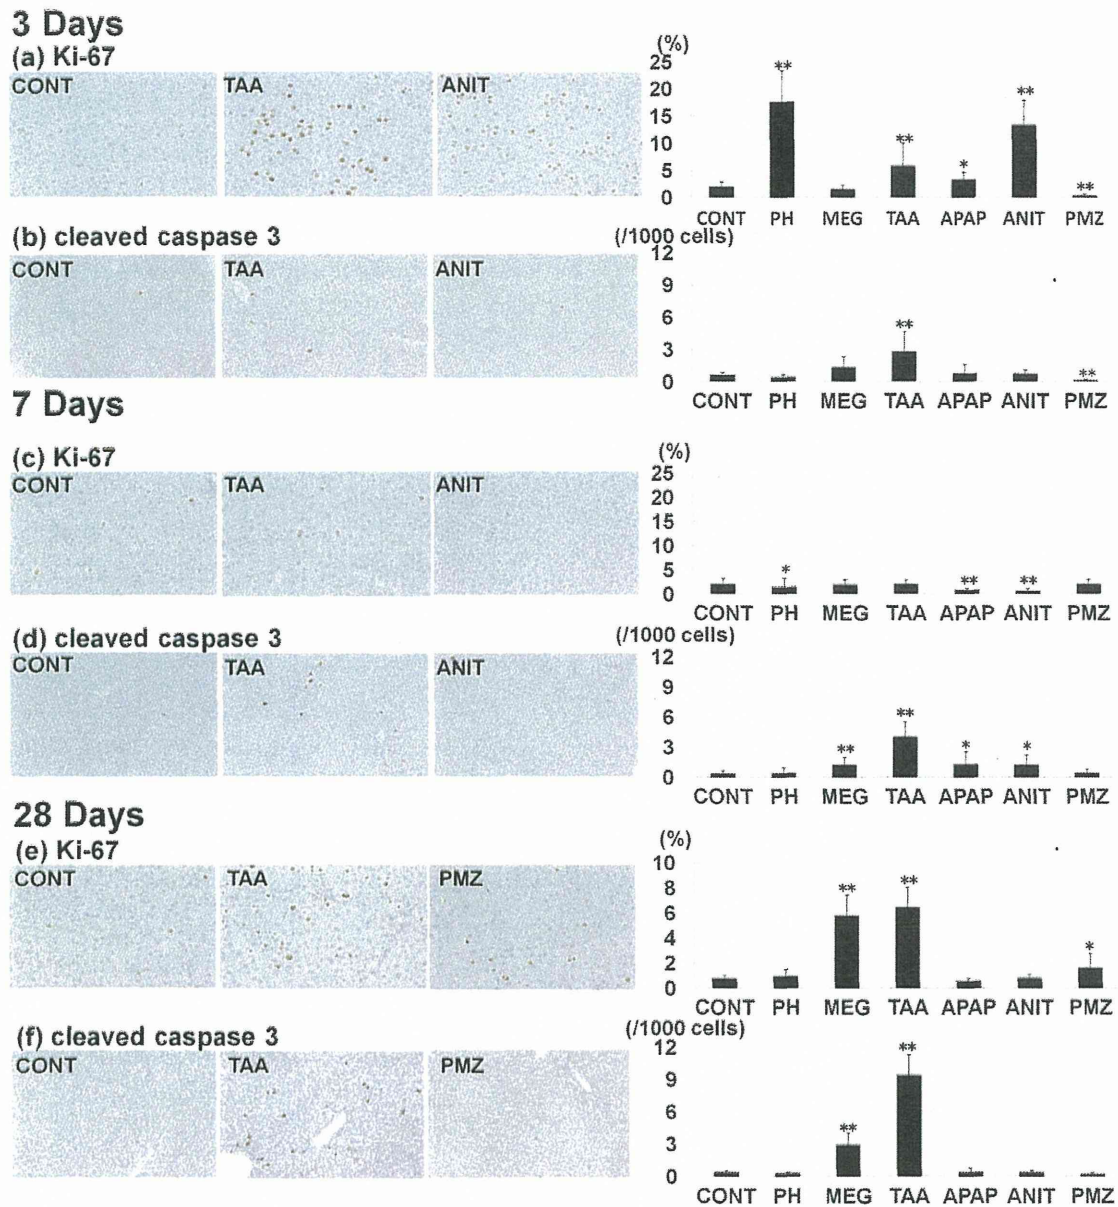 3 Days
(a) Ki-67
CONT TAA ANIT
(%)
25
20
15
10
5
0
** ** * ** **
CONT PH MEG TAA APAP ANIT PMZ
(b) cleaved caspase 3
CONT TAA ANIT
(/1000 cells)
12
9
6
3
0
** **
CONT PH MEG TAA APAP ANIT PMZ
7 Days
(c) Ki-67
CONT TAA ANIT
(%)
25
20
15
10
5
0
* ** **
CONT PH MEG TAA APAP ANIT PMZ
(d) cleaved caspase 3
CONT TAA ANIT
(/1000 cells)
12
9
6
3
0
** ** * *
CONT PH MEG TAA APAP ANIT PMZ
28 Days
(e) Ki-67
CONT TAA PMZ
(%)
10
8
6
4
2
0
** ** *
CONT PH MEG TAA APAP ANIT PMZ
(f) cleaved caspase 3
CONT TAA PMZ
(/1000 cells)
12
9
6
3
0
** **
CONT PH MEG TAA APAP ANIT PMZ